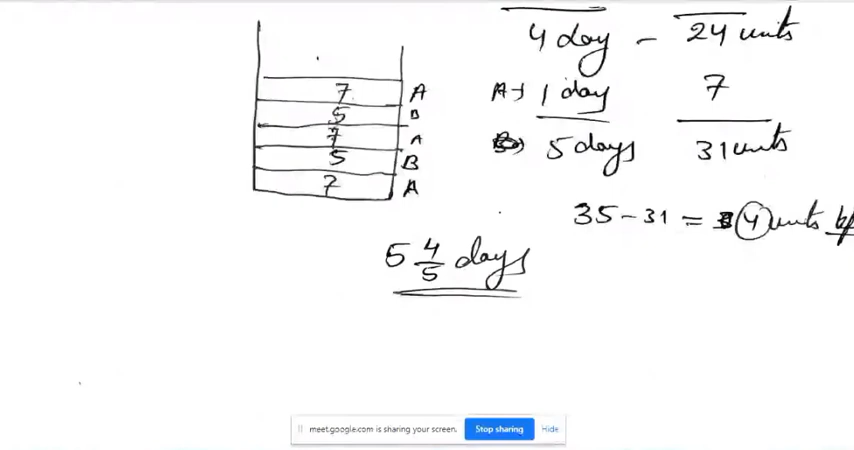 4 day - 24 units
7 A A→ 1 day 7
5 B
7 A 5 days 31 units
5 B
7 A
35 - 31 = 4 units
5 4/5 days
meet.google.com is sharing your screen. Stop sharing Hide